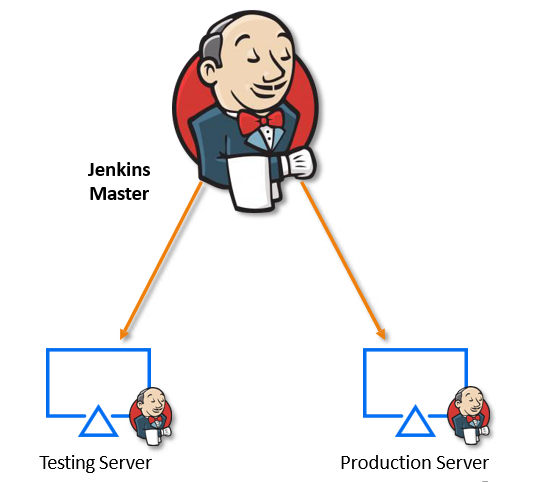 Jenkins
Master
Testing Server
Production Server